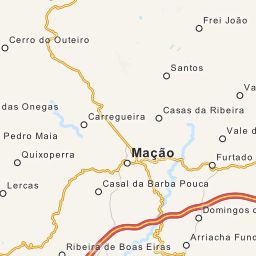 Frei João
Cerro do Outeiro
Santos
Va
das Onegas
Carregueira
Casas da Ribeira
Pedro Maia
Vale d
Mação
Quixoperra
Furtado
Lercas
Casal da Barba Pouca
Domingos d
Ribeira de Boas Eiras
Arriacha Fund